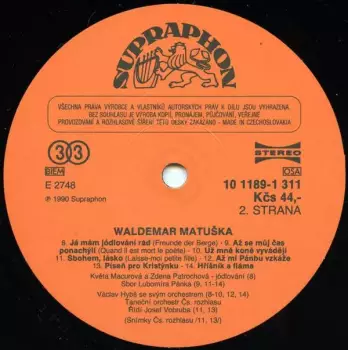 SUPRAPHON
VŠECHNA PRÁVA VÝROBCE A VLASTNÍKŮ AUTORSKÝCH PRÁV K DÍLU JSOU VYHRAZENA.
BEZ SOUHLASU JE VÝROBA KOPIÍ, PRONÁJEM, PŮJČOVÁNÍ, VEŘEJNÉ
PROVOZOVÁNÍ A ROZHLASOVÉ ŠÍŘENÍ TÉTO DESKY ZAKÁZÁNO - MADE IN CZECHOSLOVAKIA
33
BIEM
E 2748
℗ 1990 Supraphon
STEREO
OSA
10 1189-1 311
Kčs 44,-
2. STRANA
WALDEMAR MATUŠKA
8. Já mám jódlování rád (Freunde der Berge) - 9. Až se můj čas
ponachýlí (Quand il est mort le poète) - 10. Už mně koně vyvádějí
11. Sbohem, lásko (Laisse-moi petite fille) - 12. Až mi Pánbu vzkáže
13. Píseň pro Kristýnku - 14. Hříšník a fláma
Květa Macurová a Zdena Patrochová - jódlování (8)
Sbor Lubomíra Pánka (9, 11-14)
Václav Hybš se svým orchestrem (8-10, 12, 14)
Taneční orchestr Čs. rozhlasu
Řídí Josef Vobruba (11, 13)
(Snímky Čs. rozhlasu /11, 13/)